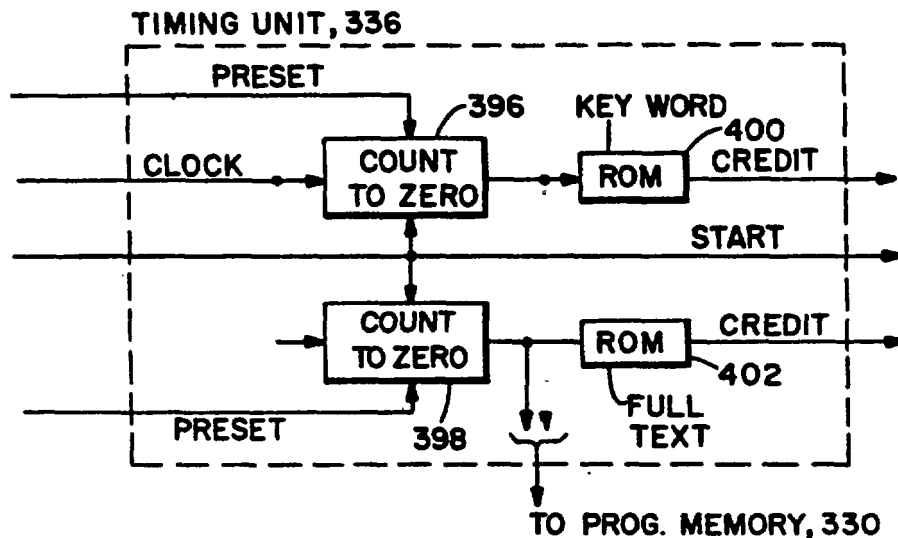 TIMING UNIT, 336
PRESET
396
KEY WORD
400
CLOCK
COUNT
TO ZERO
ROM
CREDIT
START
COUNT
TO ZERO
ROM
CREDIT
402
PRESET
398
FULL
TEXT
TO PROG. MEMORY, 330